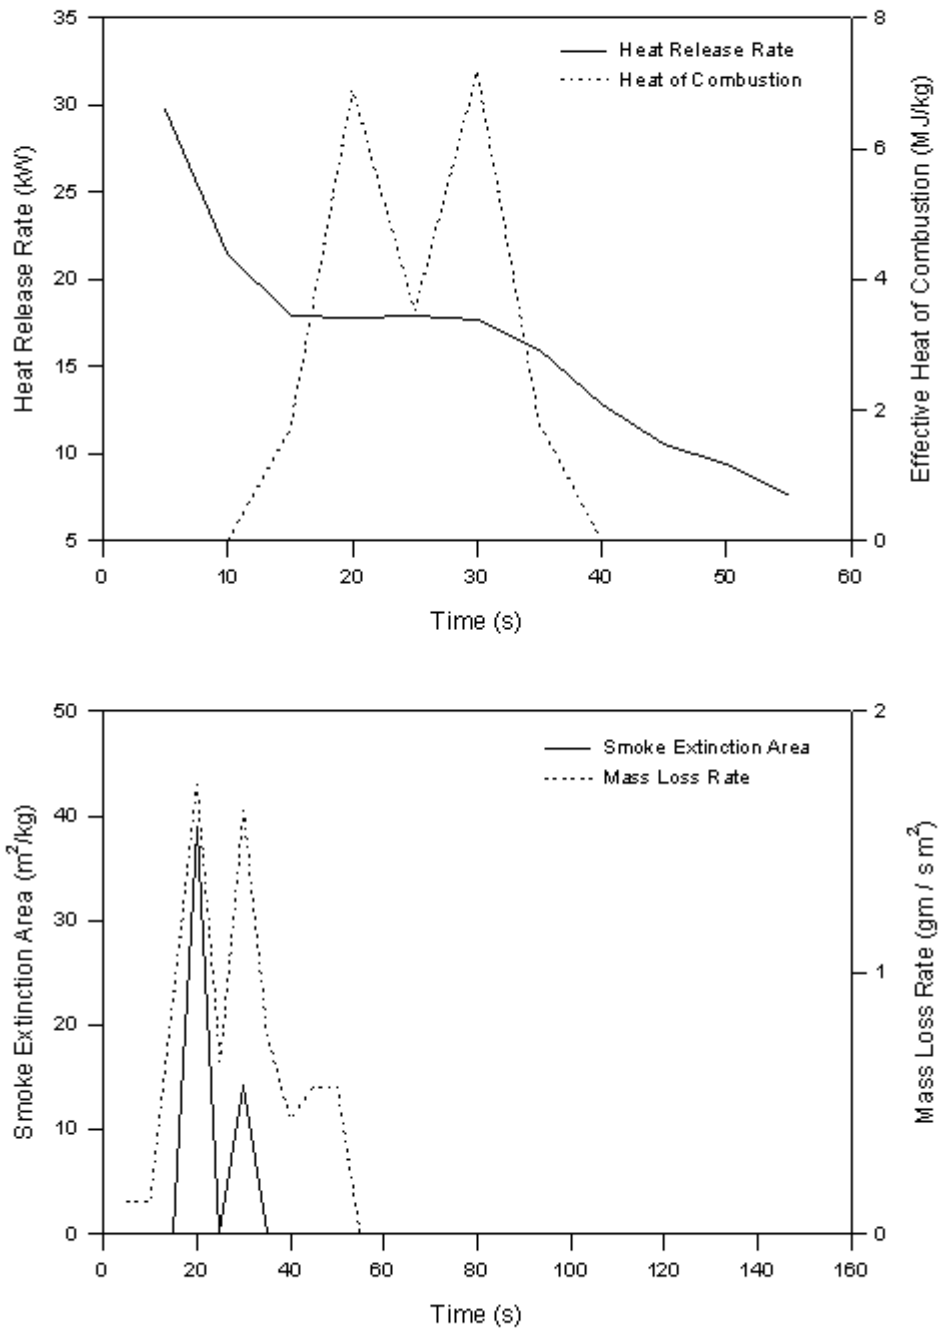 35
30
25
20
15
10
5
Heat Release Rate (kW)
Heat Release Rate
Heat of Combustion
8
6
4
2
0
Effective Heat of Combustion (MJ/kg)
0 10 20 30 40 50 60
Time (s)
50
40
30
20
10
0
Smoke Extinction Area (m²/kg)
Smoke Extinction Area
Mass Loss Rate
2
1
0
Mass Loss Rate (gm / s m²)
0 20 40 60 80 100 120 140 160
Time (s)